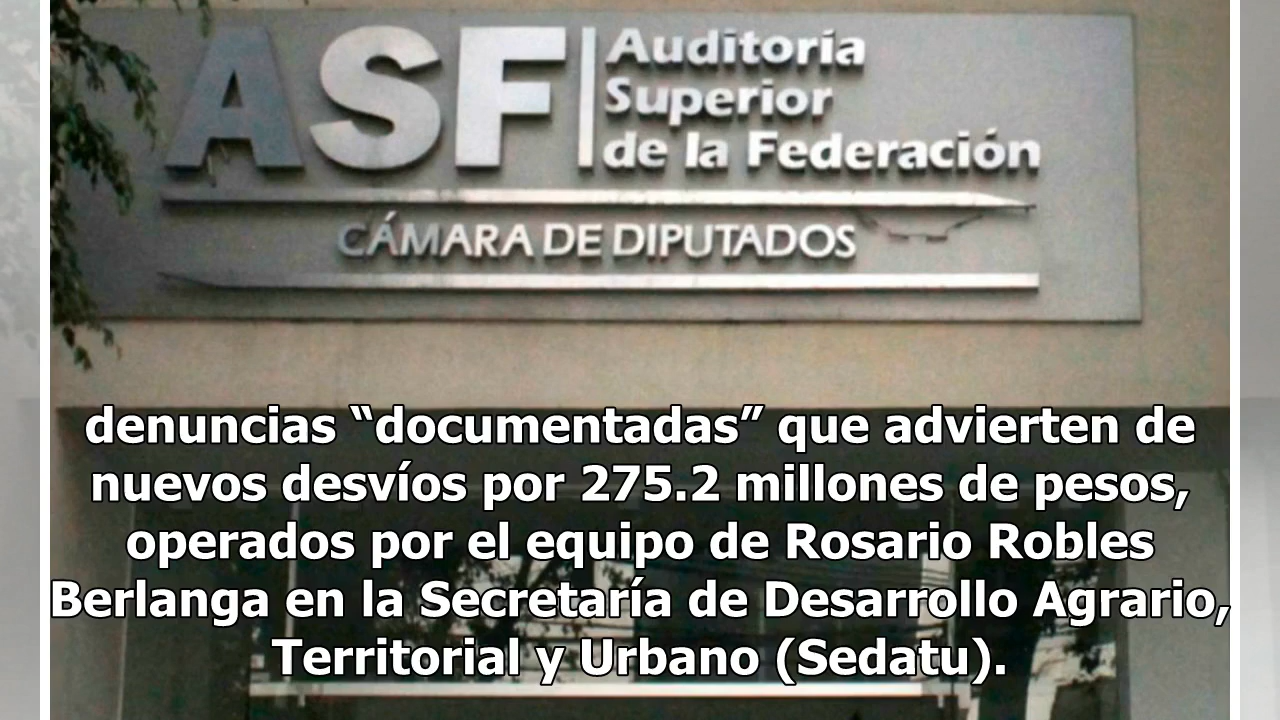 ASF
Auditoría
Superior
de la Federación
CÁMARA DE DIPUTADOS
denuncias “documentadas” que advierten de
nuevos desvíos por 275.2 millones de pesos,
operados por el equipo de Rosario Robles
Berlanga en la Secretaría de Desarrollo Agrario,
Territorial y Urbano (Sedatu).